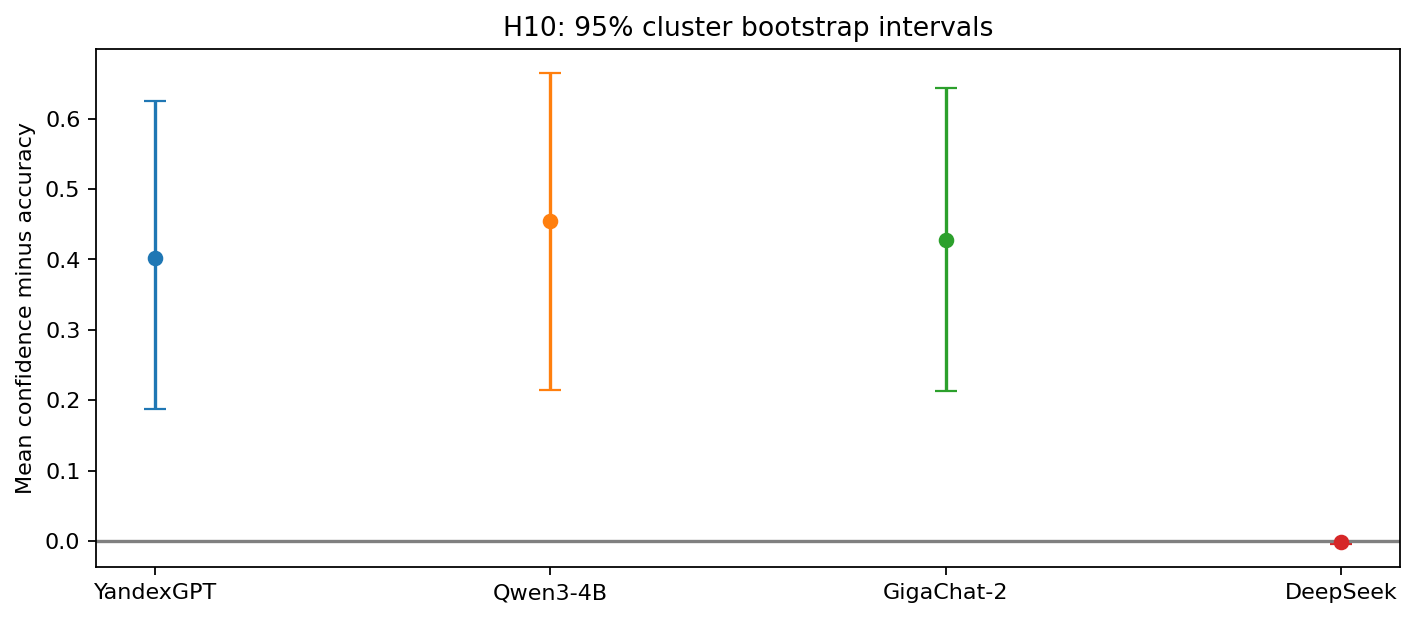 H10: 95% cluster bootstrap intervals
Mean confidence minus accuracy
0.6
0.5
0.4
0.3
0.2
0.1
0.0
YandexGPT Qwen3-4B GigaChat-2 DeepSeek